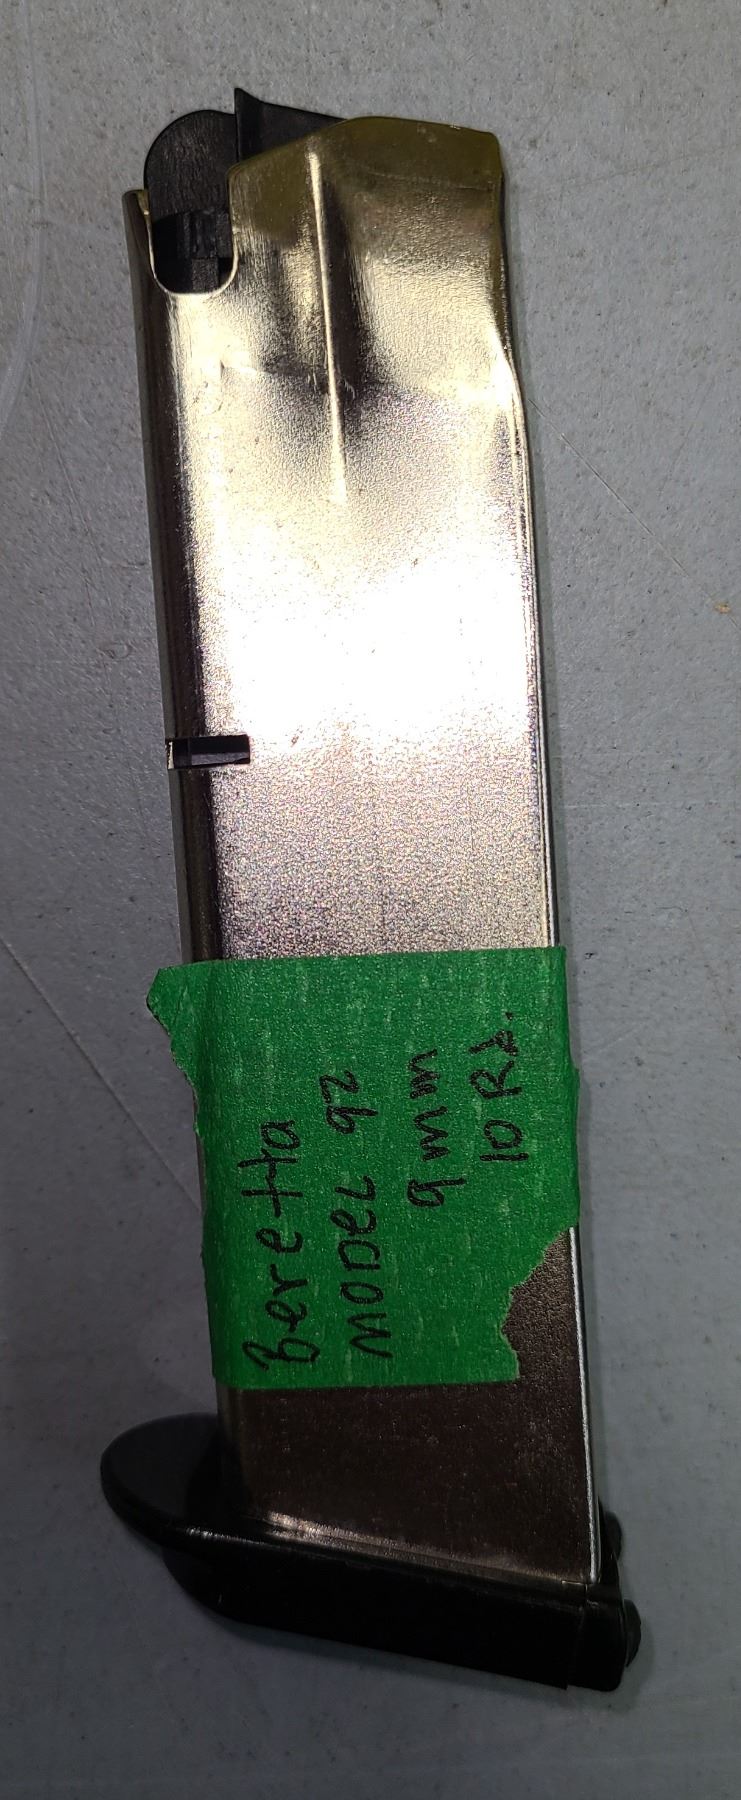 Beretta
MODEL 92
9mm
10 Rd.